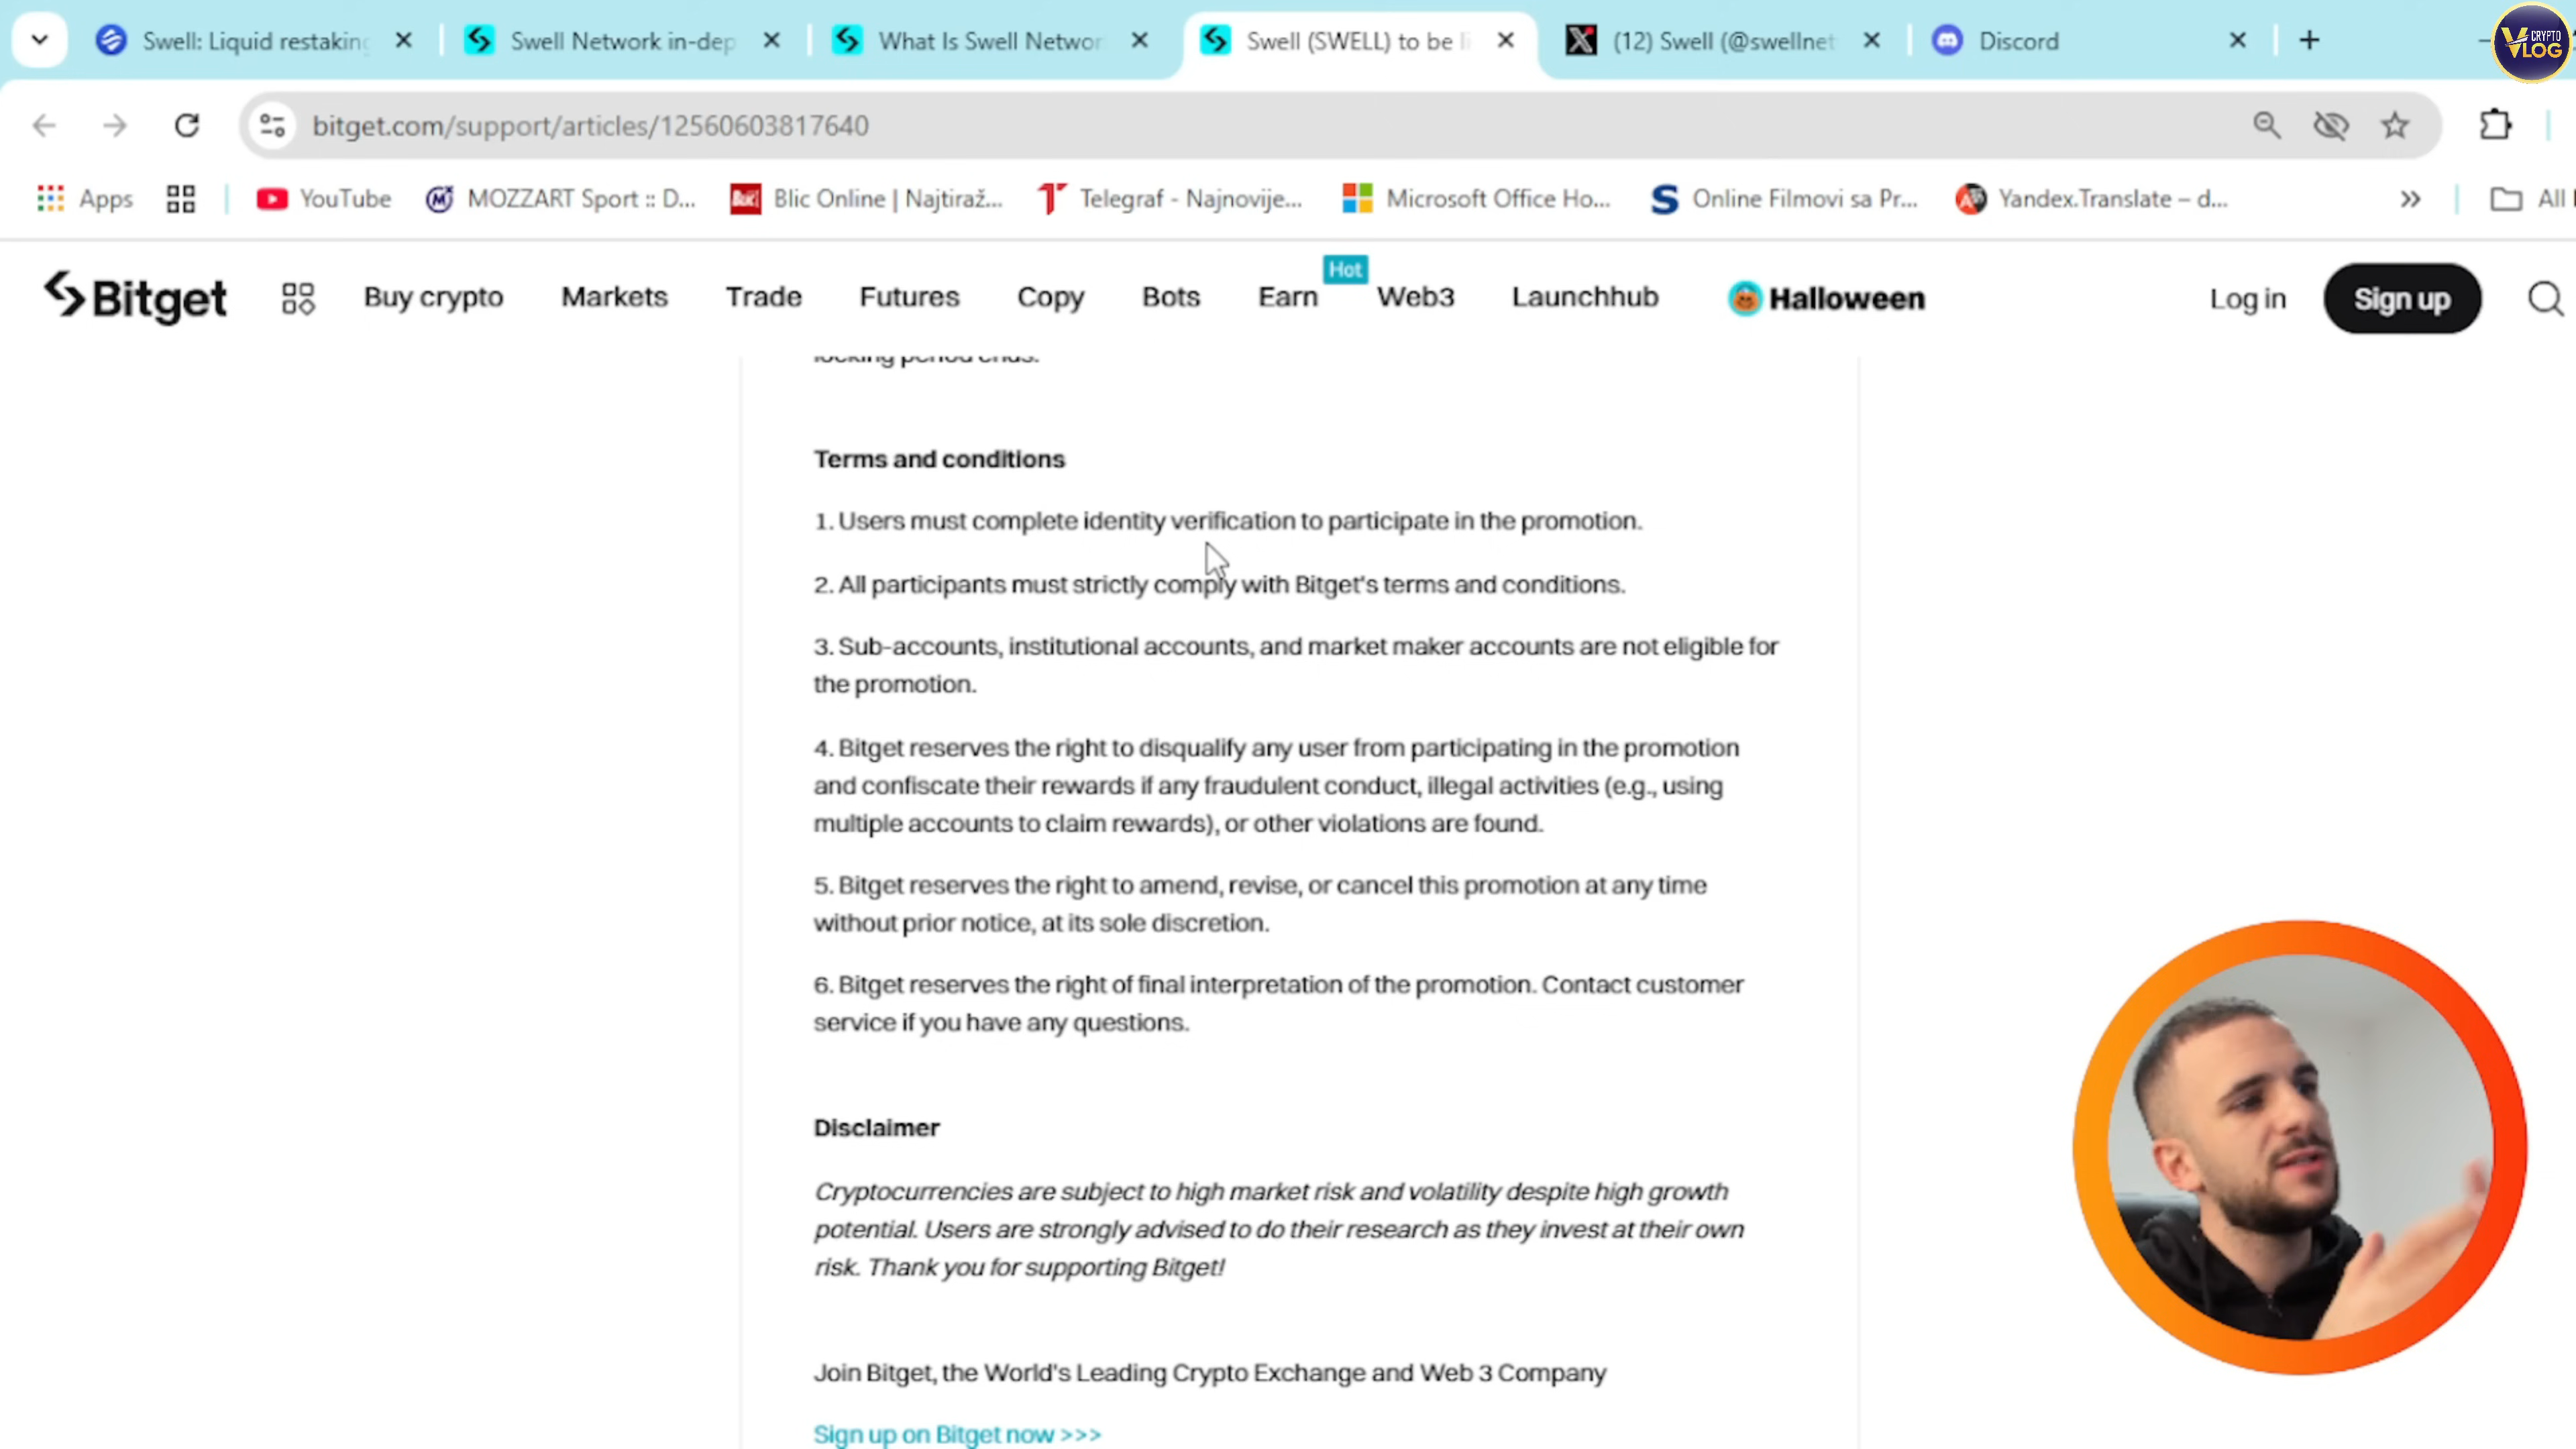 Swell: Liquid restaking
Swell Network in-dep
What Is Swell Networ
Swell (SWELL) to be li
(12) Swell (@swellnet
Discord
CRYPTO
VLOG
bitget.com/support/articles/12560603817640
Apps
YouTube
MOZZART Sport :: D...
Blic Online | Najtiraž...
Telegraf - Najnovije...
Microsoft Office Ho...
Online Filmovi sa Pr...
Yandex.Translate – d...
All
Bitget
Buy crypto
Markets
Trade
Futures
Copy
Bots
Earn
Hot
Web3
Launchhub
Halloween
Log in
Sign up
locking period ends.
Terms and conditions
1. Users must complete identity verification to participate in the promotion.
2. All participants must strictly comply with Bitget's terms and conditions.
3. Sub-accounts, institutional accounts, and market maker accounts are not eligible for
the promotion.
4. Bitget reserves the right to disqualify any user from participating in the promotion
and confiscate their rewards if any fraudulent conduct, illegal activities (e.g., using
multiple accounts to claim rewards), or other violations are found.
5. Bitget reserves the right to amend, revise, or cancel this promotion at any time
without prior notice, at its sole discretion.
6. Bitget reserves the right of final interpretation of the promotion. Contact customer
service if you have any questions.
Disclaimer
Cryptocurrencies are subject to high market risk and volatility despite high growth
potential. Users are strongly advised to do their research as they invest at their own
risk. Thank you for supporting Bitget!
Join Bitget, the World's Leading Crypto Exchange and Web 3 Company
Sign up on Bitget now >>>